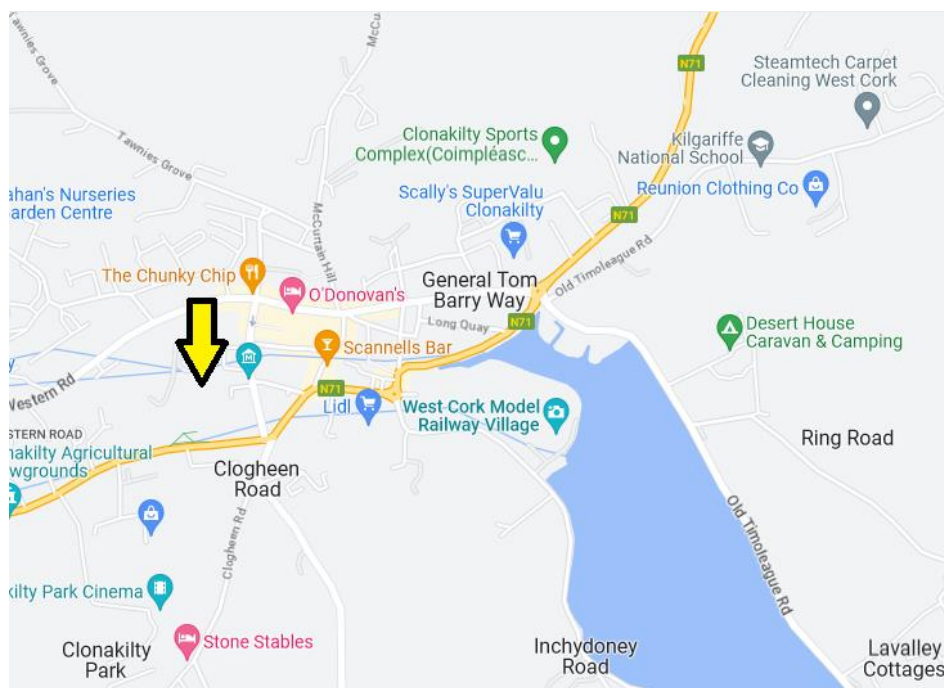 Tawnies Grove
McCu
N71
Steamtech Carpet
Cleaning West Cork
Clonakilty Sports
Complex(Coimpléasc...
Kilgariffe
National School
Tawnies Grove
ahan's Nurseries
arden Centre
Scally's SuperValu
Clonakilty
Reunion Clothing Co
McCurtain Hill
N71
The Chunky Chip
O'Donovan's
General Tom
Barry Way
Old Timoleague Rd
Long Quay
N71
Desert House
Caravan & Camping
Scannells Bar
Western Rd
N71
Lidl
West Cork Model
Railway Village
STERN ROAD
nakilty Agricultural
wgrounds
Ring Road
Clogheen
Road
Clogheen Rd
Old Timoleague Rd
kilty Park Cinema
Stone Stables
Clonakilty
Park
Inchydoney
Road
Lavalley
Cottages